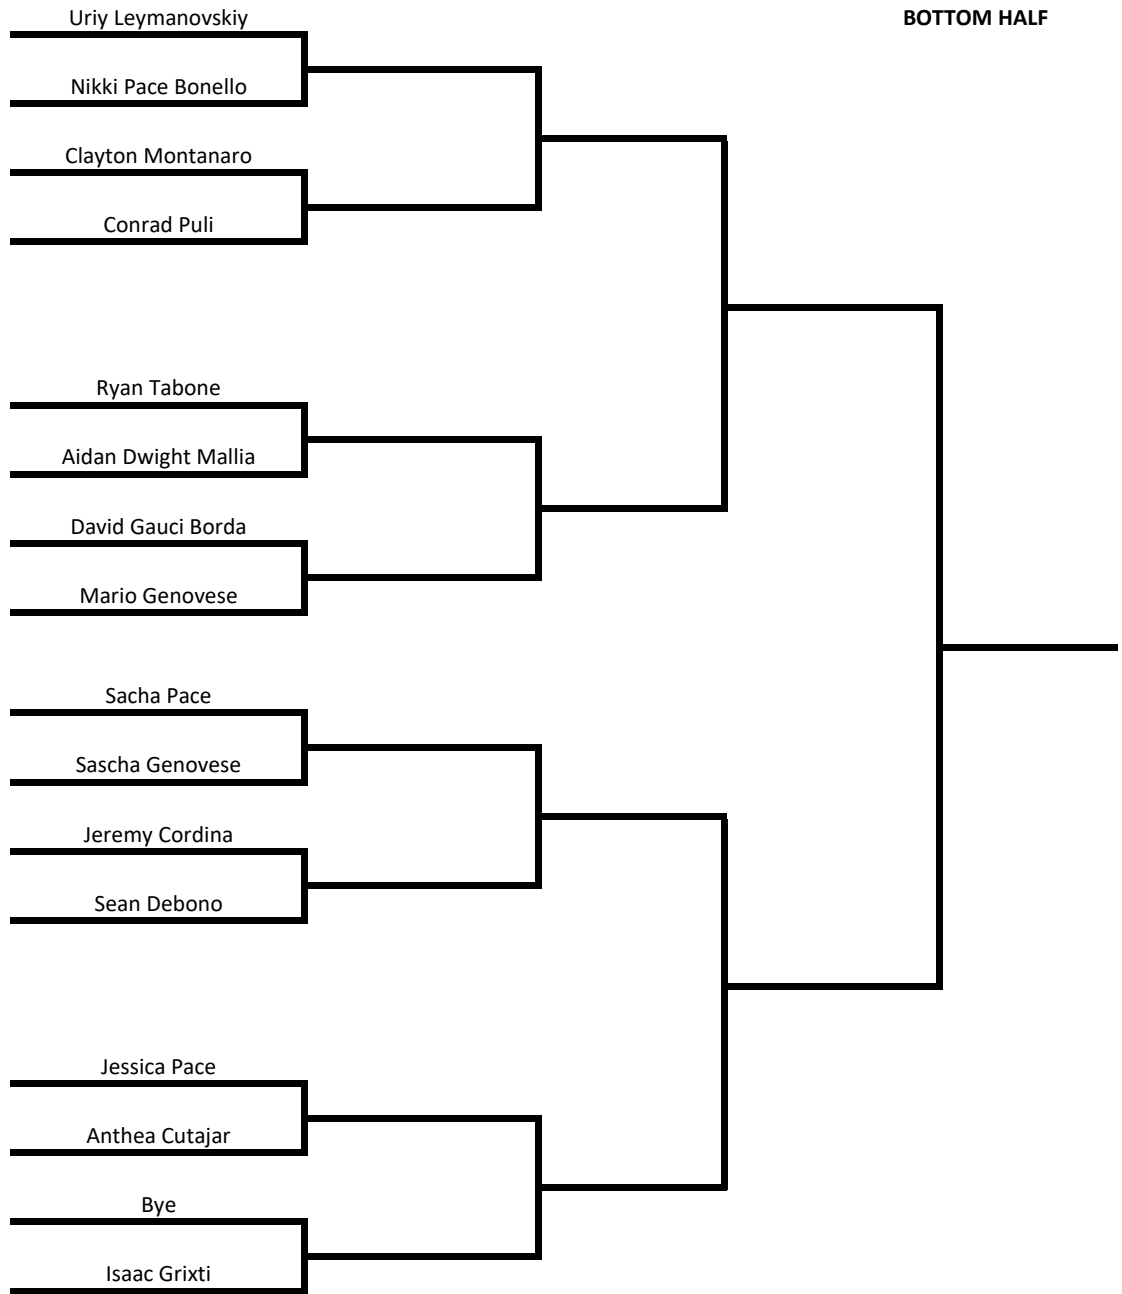 Uriy Leymanovskiy
BOTTOM HALF
Nikki Pace Bonello
Clayton Montanaro
Conrad Puli
Ryan Tabone
Aidan Dwight Mallia
David Gauci Borda
Mario Genovese
Sacha Pace
Sascha Genovese
Jeremy Cordina
Sean Debono
Jessica Pace
Anthea Cutajar
Bye
Isaac Grixti